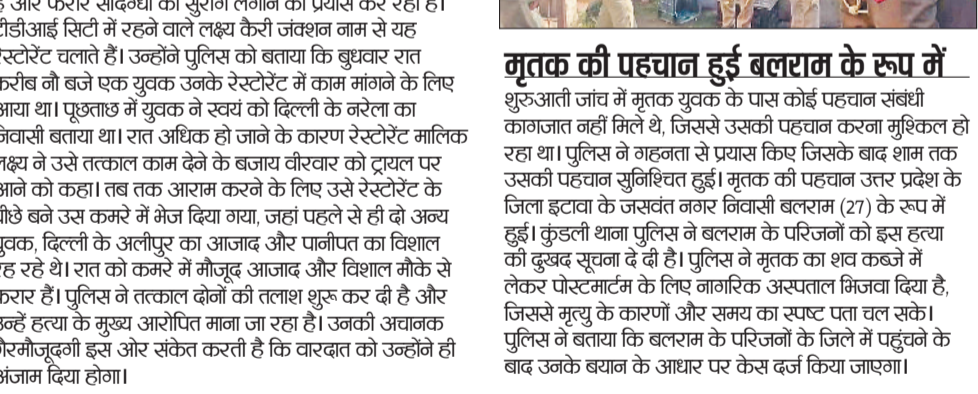 और फरार संदिग्धों का सुराग लगाने का प्रयास कर रही है।
टीडीआई सिटी में रहने वाले लक्ष्य कैरी जंक्शन नाम से यह
रेस्टोरेंट चलाते हैं। उन्होंने पुलिस को बताया कि बुधवार रात
करीब नौ बजे एक युवक उनके रेस्टोरेंट में काम मांगने के लिए
आया था। पूछताछ में युवक ने स्वयं को दिल्ली के नरेला का
निवासी बताया था। रात अधिक हो जाने के कारण रेस्टोरेंट मालिक
लक्ष्य ने उसे तत्काल काम देने के बजाय वीरवार को ट्रायल पर
आने को कहा। तब तक आराम करने के लिए उसे रेस्टोरेंट के
पीछे बने उस कमरे में भेज दिया गया, जहां पहले से ही दो अन्य
युवक, दिल्ली के अलीपुर का आजाद और पानीपत का विशाल
रह रहे थे। रात को कमरे में मौजूद आजाद और विशाल मौके से
फरार हैं। पुलिस ने तत्काल दोनों की तलाश शुरू कर दी है और
उन्हें हत्या के मुख्य आरोपित माना जा रहा है। उनकी अचानक
गैरमौजूदगी इस ओर संकेत करती है कि वारदात को उन्होंने ही
अंजाम दिया होगा।
मृतक की पहचान हुई बलराम के रूप में
शुरुआती जांच में मृतक युवक के पास कोई पहचान संबंधी
कागजात नहीं मिले थे, जिससे उसकी पहचान करना मुश्किल हो
रहा था। पुलिस ने गहनता से प्रयास किए जिसके बाद शाम तक
उसकी पहचान सुनिश्चित हुई। मृतक की पहचान उत्तर प्रदेश के
जिला इटावा के जसवंत नगर निवासी बलराम (27) के रूप में
हुई। कुंडली थाना पुलिस ने बलराम के परिजनों को इस हत्या
की दुखद सूचना दे दी है। पुलिस ने मृतक का शव कब्जे में
लेकर पोस्टमार्टम के लिए नागरिक अस्पताल भिजवा दिया है,
जिससे मृत्यु के कारणों और समय का स्पष्ट पता चल सके।
पुलिस ने बताया कि बलराम के परिजनों के जिले में पहुंचने के
बाद उनके बयान के आधार पर केस दर्ज किया जाएगा।